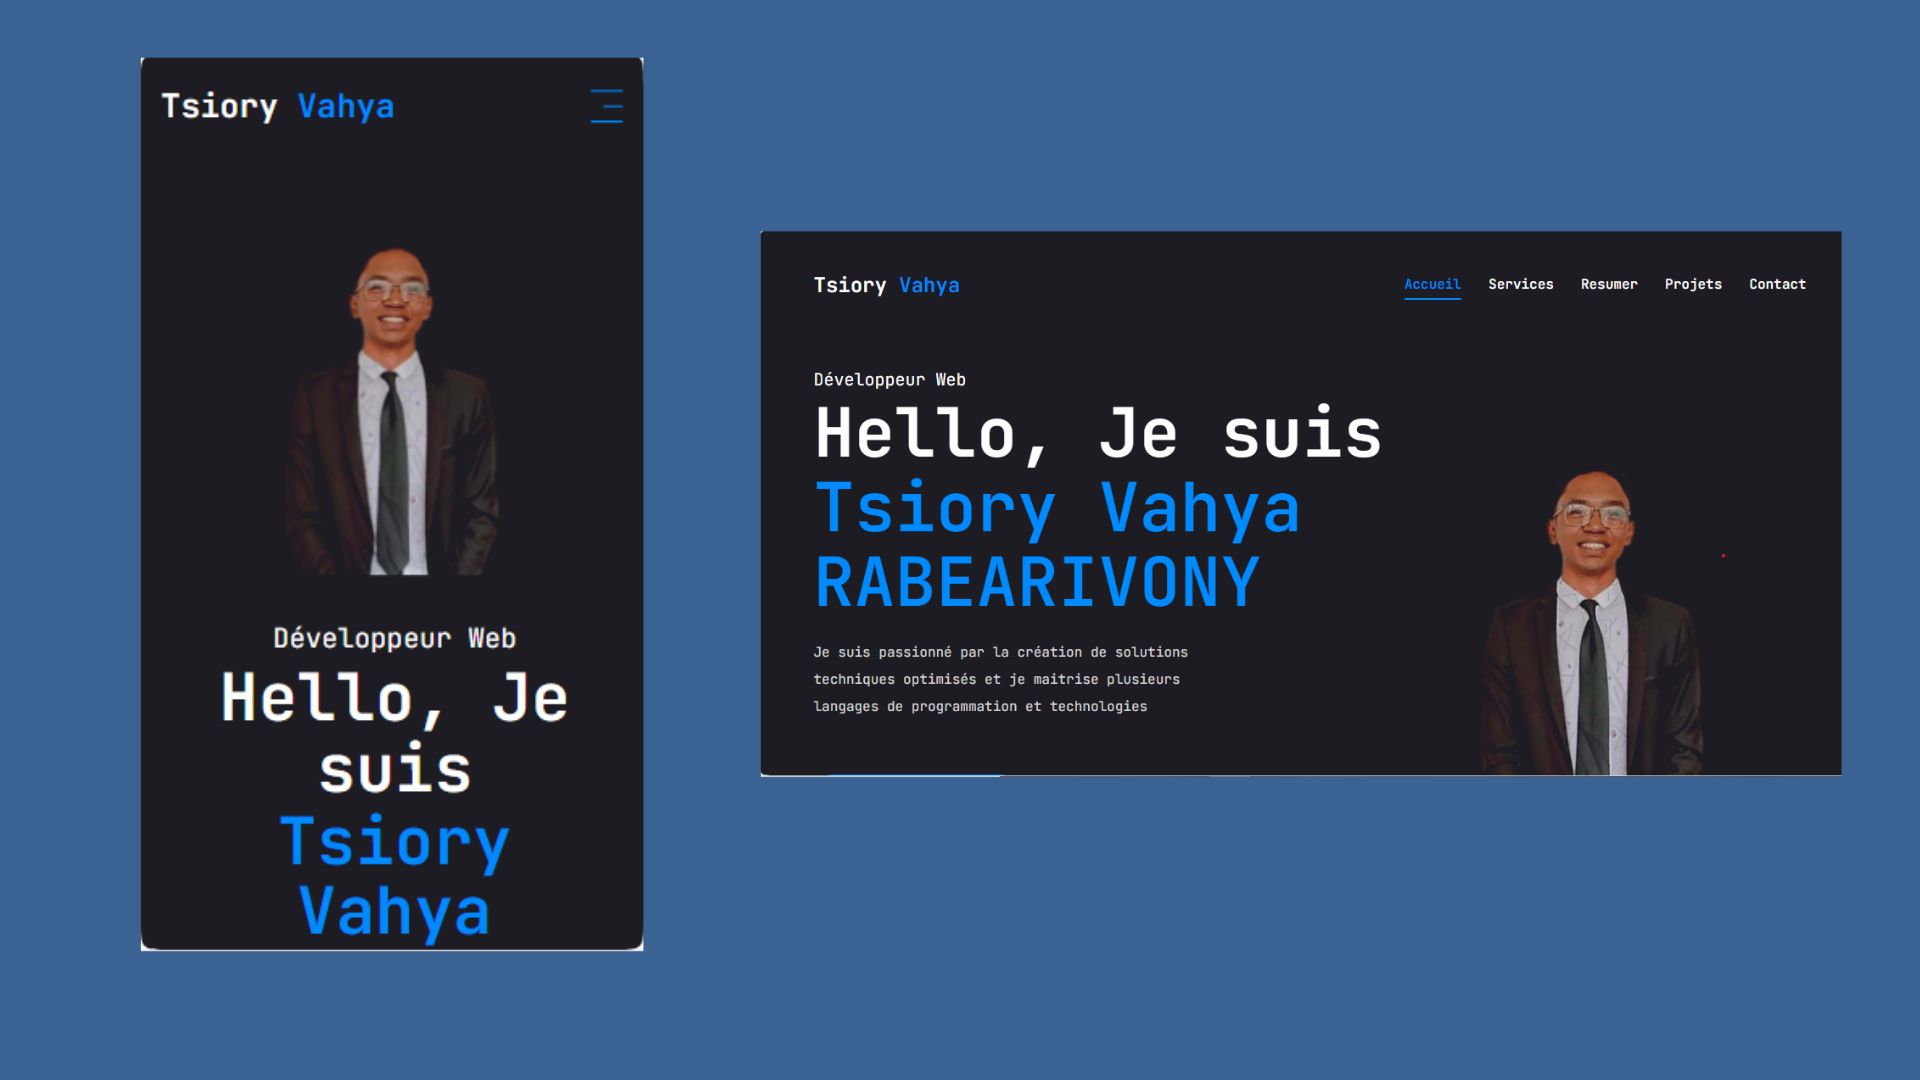 Tsiory Vahya
Développeur Web
Hello, Je
suis
Tsiory
Vahya
Tsiory Vahya
Accueil Services Resumer Projets Contact
Développeur Web
Hello, Je suis
Tsiory Vahya
RABEARIVONY
Je suis passionné par la création de solutions
techniques optimisés et je maitrise plusieurs
langages de programmation et technologies